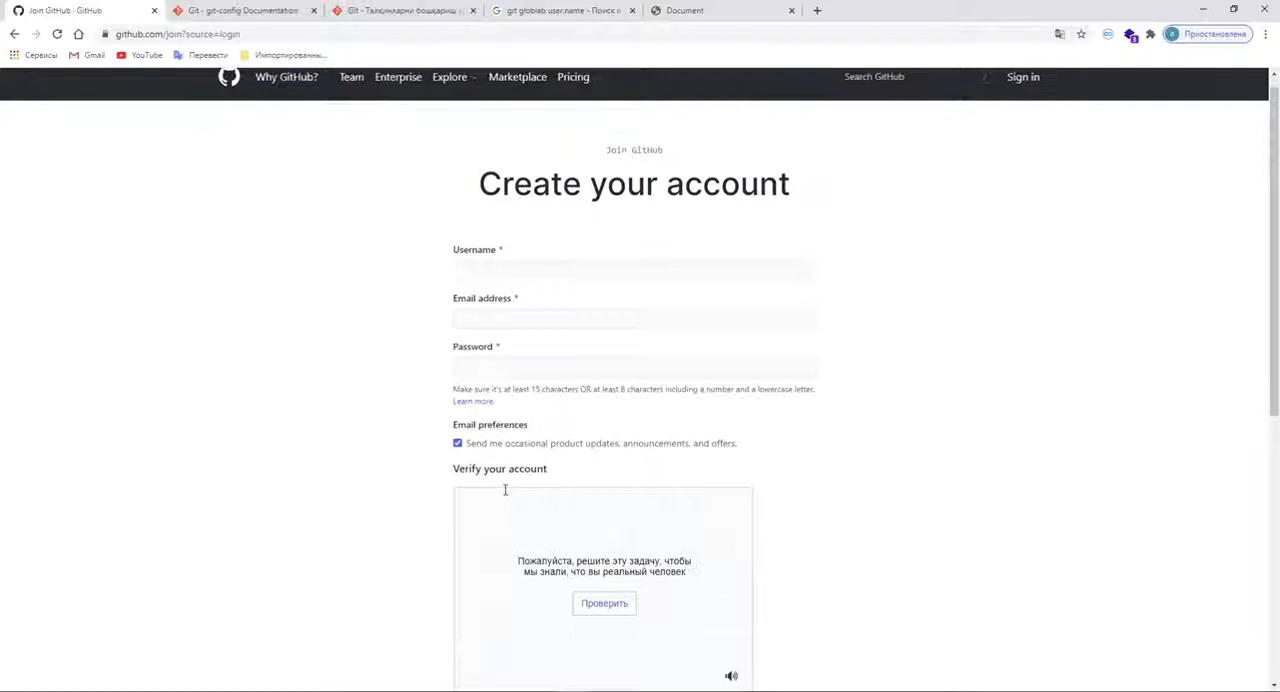 Join GitHub · GitHub
Git - git-config Documentation
Git - Талқинларни бошқариш
git globlab user.name - Поиск
Document
github.com/join?source=login
Приостановлена
Сервисы
Gmail
YouTube
Перевести
Импортированны...
Why GitHub?
Team
Enterprise
Explore
Marketplace
Pricing
Search GitHub
/
Sign in
Join GitHub
Create your account
Username *
Email address *
Password *
Make sure it's at least 15 characters OR at least 8 characters including a number and a lowercase letter.
Learn more.
Email preferences
Send me occasional product updates, announcements, and offers.
Verify your account
Пожалуйста, решите эту задачу, чтобы
мы знали, что вы реальный человек
Проверить